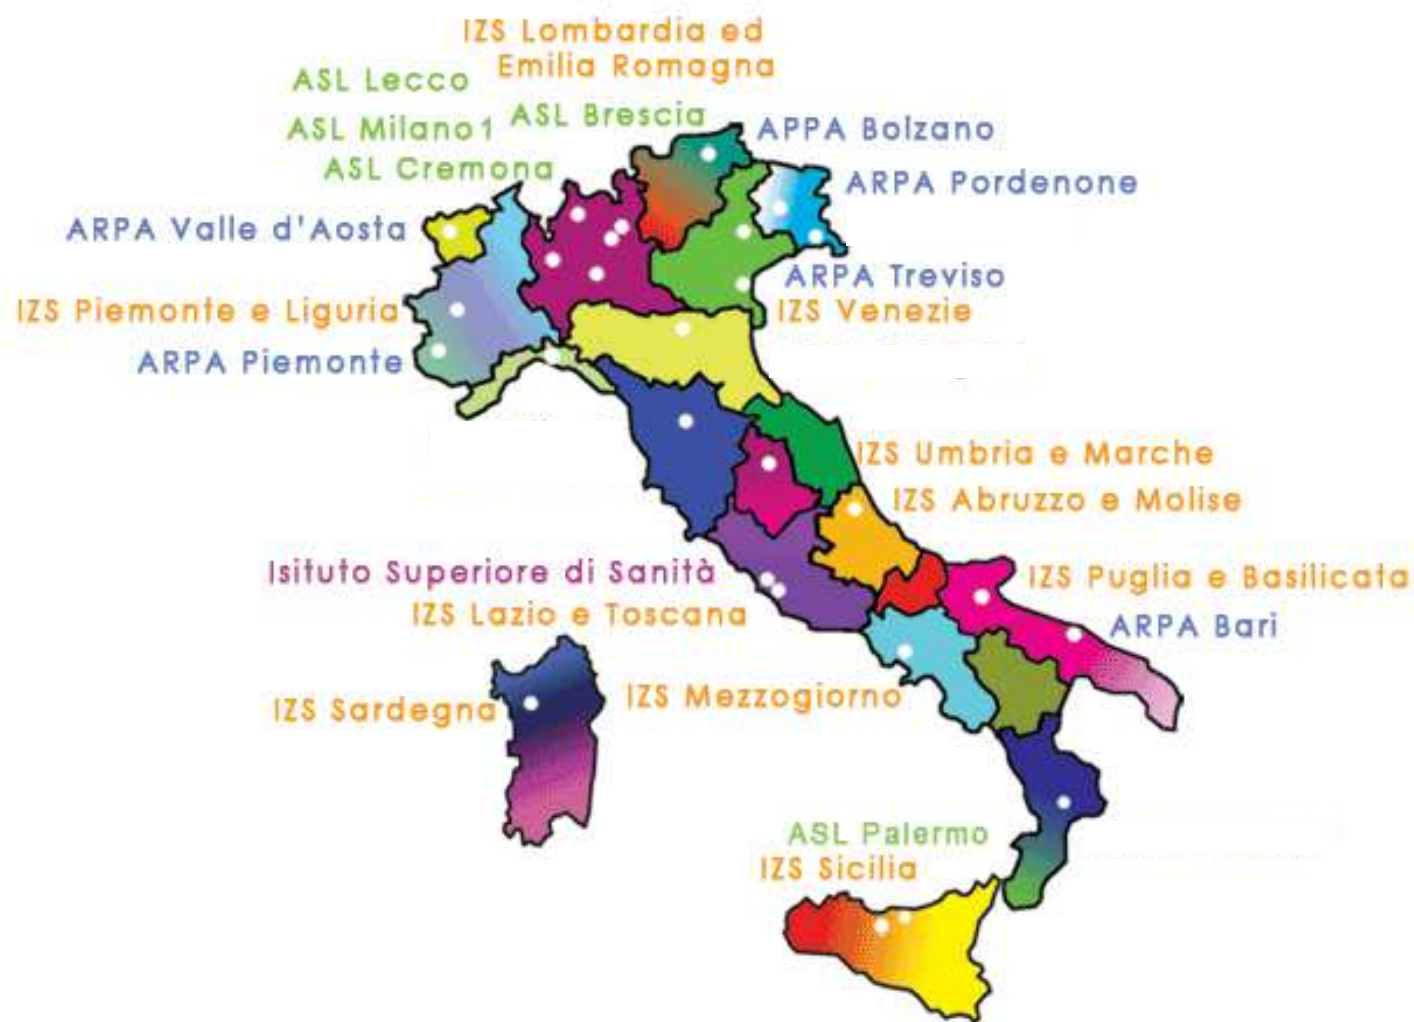 IZS Lombardia ed
Emilia Romagna
ASL Lecco
ASL Brescia
ASL Milano1
APPA Bolzano
ASL Cremona
ARPA Pordenone
ARPA Valle d'Aosta
ARPA Treviso
IZS Piemonte e Liguria
IZS Venezie
ARPA Piemonte
IZS Umbria e Marche
IZS Abruzzo e Molise
Isituto Superiore di Sanità
IZS Puglia e Basilicata
IZS Lazio e Toscana
ARPA Bari
IZS Sardegna
IZS Mezzogiorno
ASL Palermo
IZS Sicilia